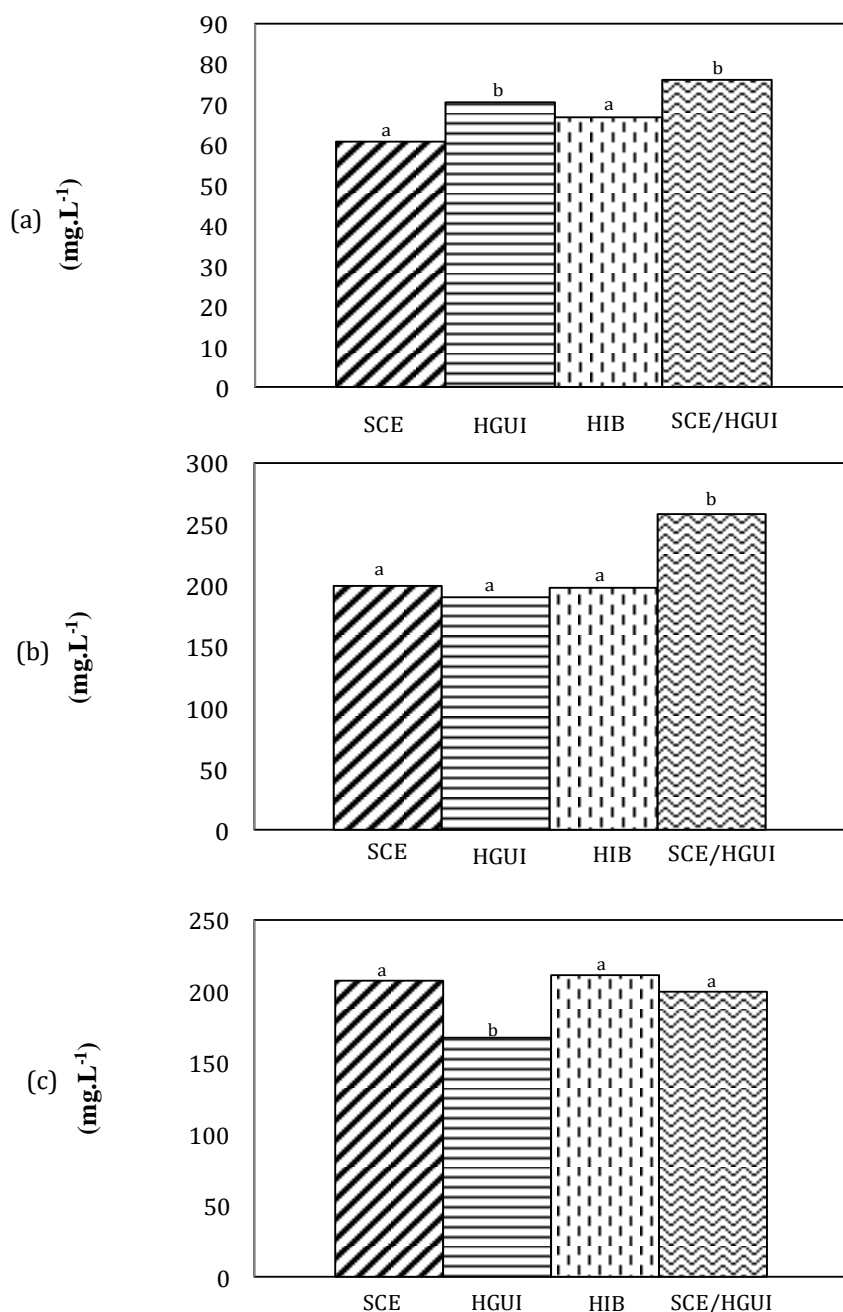 90
80
b
b
70
a
a
60
50
(a) (mg.L-1)
40
30
20
10
0
SCE HGUI HIB SCE/HGUI
300
b
250
a a a
200
150
(b) (mg.L-1)
100
50
0
SCE HGUI HIB SCE/HGUI
250
a a a
200
b
150
(c) (mg.L-1)
100
50
0
SCE HGUI HIB SCE/HGUI